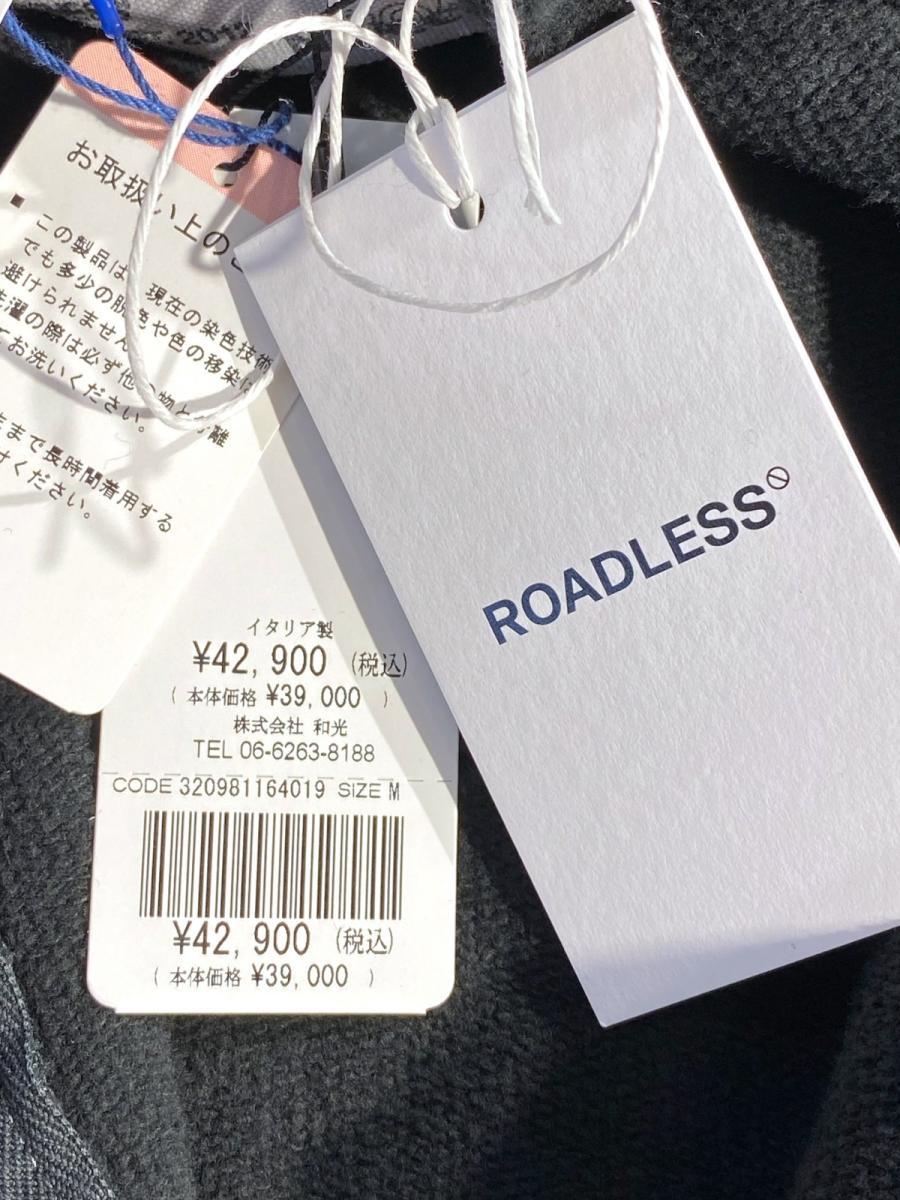 お取扱い上の
■ この製品は、現在の染色技術
でも多少の脱色や色の移染は
避けられません
洗濯の際は必ず他の物と分離
てお洗いください。
まで長時間着用する
けください。
ROADLESS
イタリア製
¥42,900 (税込)
( 本体価格 ¥39,000 )
株式会社 和光
TEL 06-6263-8188
CODE 320981164019 SIZE M
¥42,900 (税込)
( 本体価格 ¥39,000 )